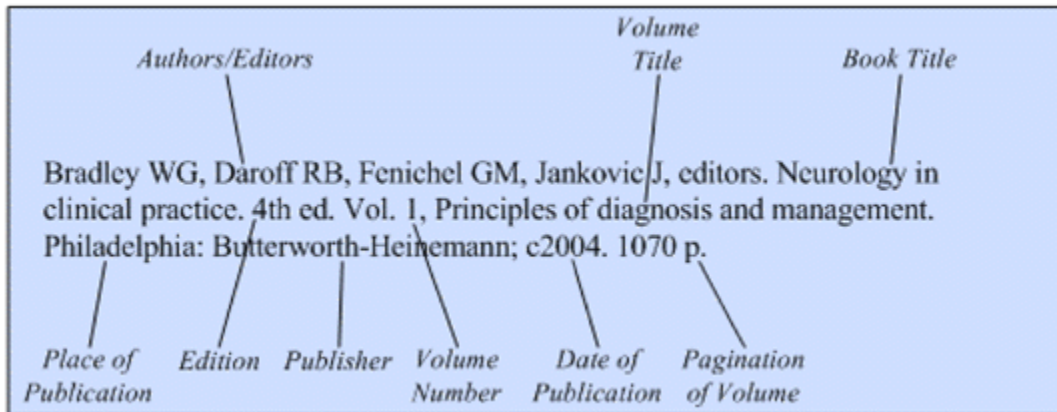 Volume
Authors/Editors Title Book Title
Bradley WG, Daroff RB, Fenichel GM, Jankovic J, editors. Neurology in
clinical practice. 4th ed. Vol. 1, Principles of diagnosis and management.
Philadelphia: Butterworth-Heinemann; c2004. 1070 p.
Place of Edition Publisher Volume Date of Pagination
Publication Number Publication of Volume